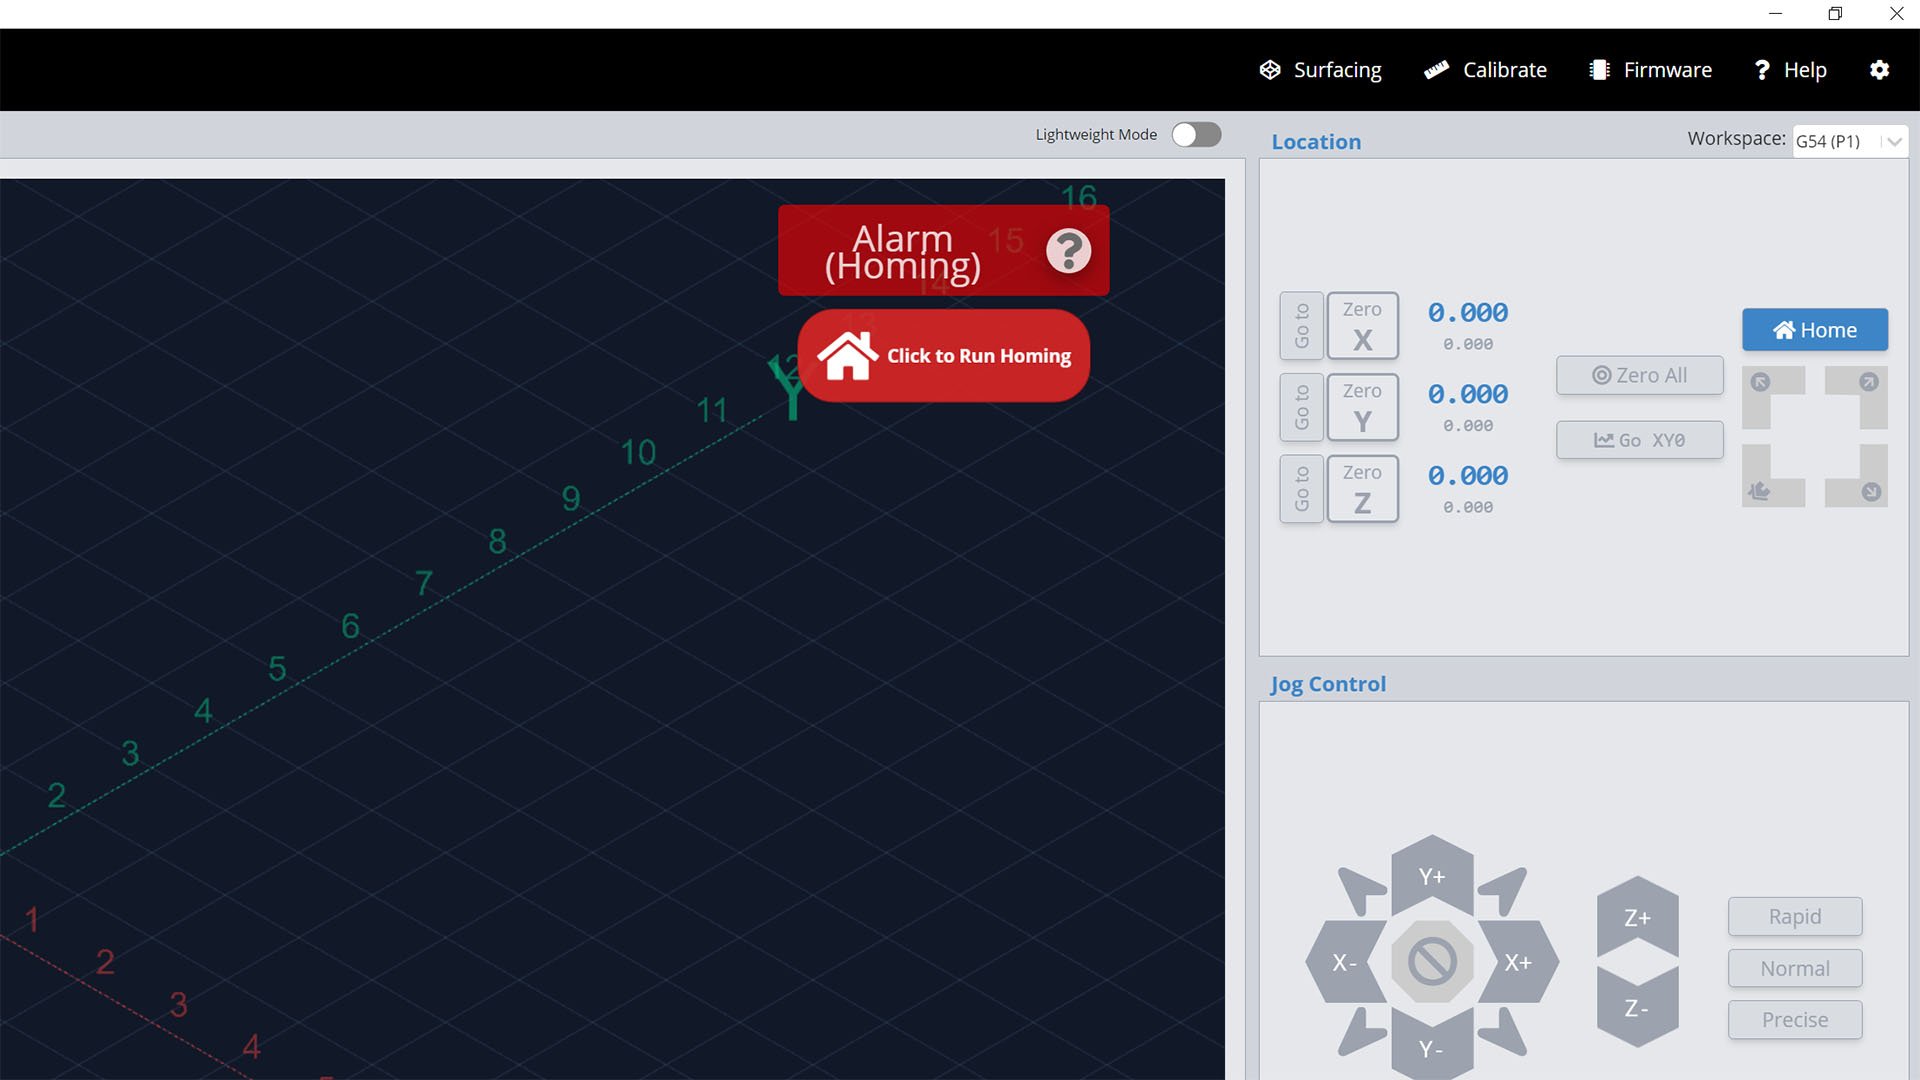 Surfacing
Calibrate
Firmware
? Help
Lightweight Mode
Location
Workspace: G54 (P1)
16
15
14
13
12
Y
11
10
9
8
7
6
5
4
3
2
1
2
3
4
Alarm
(Homing)
?
Click to Run Homing
Go to
Zero
X
0.000
0.000
Go to
Zero
Y
0.000
0.000
Go to
Zero
Z
0.000
0.000
Zero All
Go XY0
Home
Jog Control
Y+
X-
X+
Y-
Z+
Z-
Rapid
Normal
Precise